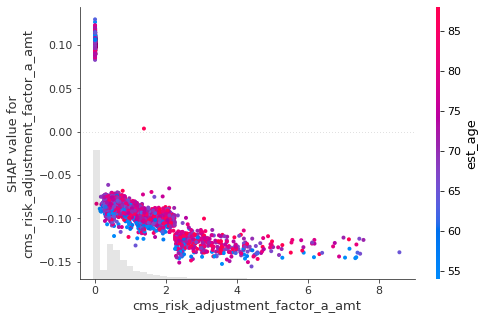 0.10
0.05
0.00
−0.05
−0.10
−0.15
SHAP value for
cms_risk_adjustment_factor_a_amt
0 2 4 6 8
cms_risk_adjustment_factor_a_amt
85
80
75
70
65
60
55
est_age